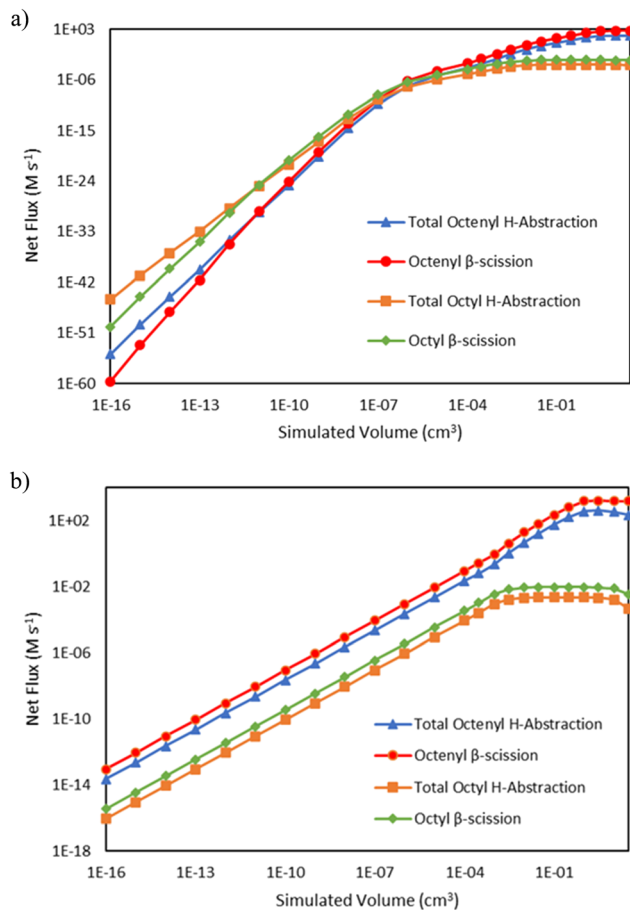 a)
1E+03
1E-06
1E-15
1E-24
1E-33
1E-42
1E-51
1E-60
Net Flux (M s-1)
Total Octenyl H-Abstraction
Octenyl β-scission
Total Octyl H-Abstraction
Octyl β-scission
1E-16 1E-13 1E-10 1E-07 1E-04 1E-01
Simulated Volume (cm3)
b)
1E+02
1E-02
1E-06
1E-10
1E-14
1E-18
Net Flux (M s-1)
Total Octenyl H-Abstraction
Octenyl β-scission
Total Octyl H-Abstraction
Octyl β-scission
1E-16 1E-13 1E-10 1E-07 1E-04 1E-01
Simulated Volume (cm3)